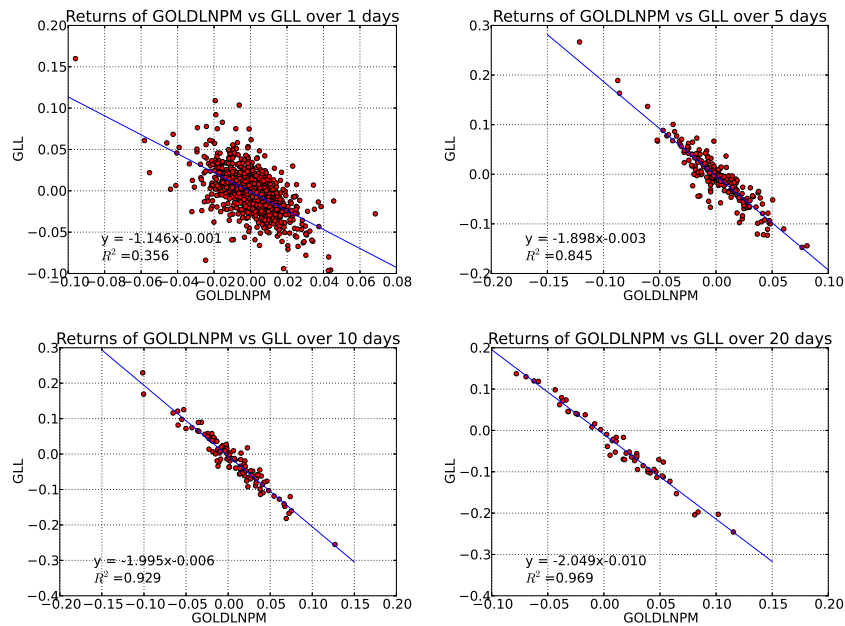 Returns of GOLDLNPM vs GLL over 1 days
0.20
0.15
0.10
0.05
0.00
−0.05
−0.10
GLL
y = -1.146x-0.001
R² =0.356
−0.10 −0.08 −0.06 −0.04 −0.02 0.00 0.02 0.04 0.06 0.08
GOLDLNPM
Returns of GOLDLNPM vs GLL over 5 days
0.3
0.2
0.1
0.0
−0.1
−0.2
GLL
y = -1.898x-0.003
R² =0.845
−0.20 −0.15 −0.10 −0.05 0.00 0.05 0.10
GOLDLNPM
Returns of GOLDLNPM vs GLL over 10 days
0.3
0.2
0.1
0.0
−0.1
−0.2
−0.3
−0.4
GLL
y = -1.995x-0.006
R² =0.929
−0.20 −0.15 −0.10 −0.05 0.00 0.05 0.10 0.15 0.20
GOLDLNPM
Returns of GOLDLNPM vs GLL over 20 days
0.2
0.1
0.0
−0.1
−0.2
−0.3
−0.4
GLL
y = -2.049x-0.010
R² =0.969
−0.10 −0.05 0.00 0.05 0.10 0.15 0.20
GOLDLNPM